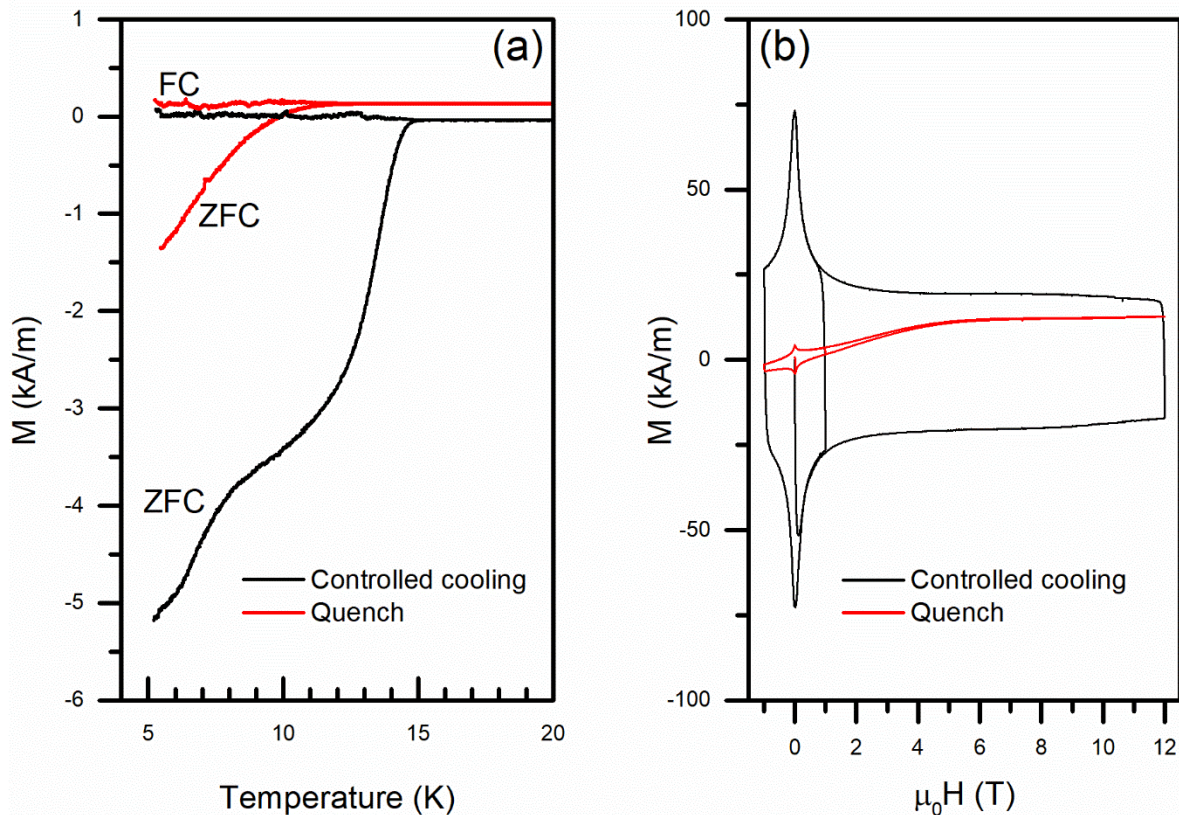 (a)
FC
ZFC
ZFC
Controlled cooling
Quench
1
0
-1
-2
-3
-4
-5
-6
M (kA/m)
5
10
15
20
Temperature (K)
(b)
Controlled cooling
Quench
100
50
0
-50
-100
M (kA/m)
0
2
4
6
8
10
12
μ₀H (T)